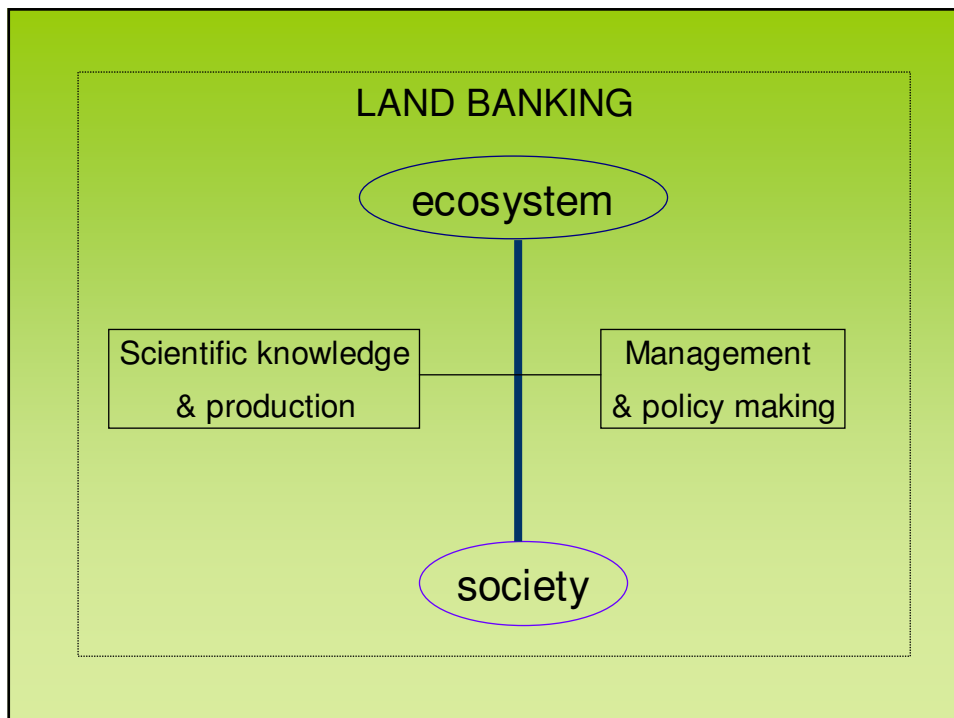 LAND BANKING
ecosystem
Scientific knowledge
& production
Management
& policy making
society